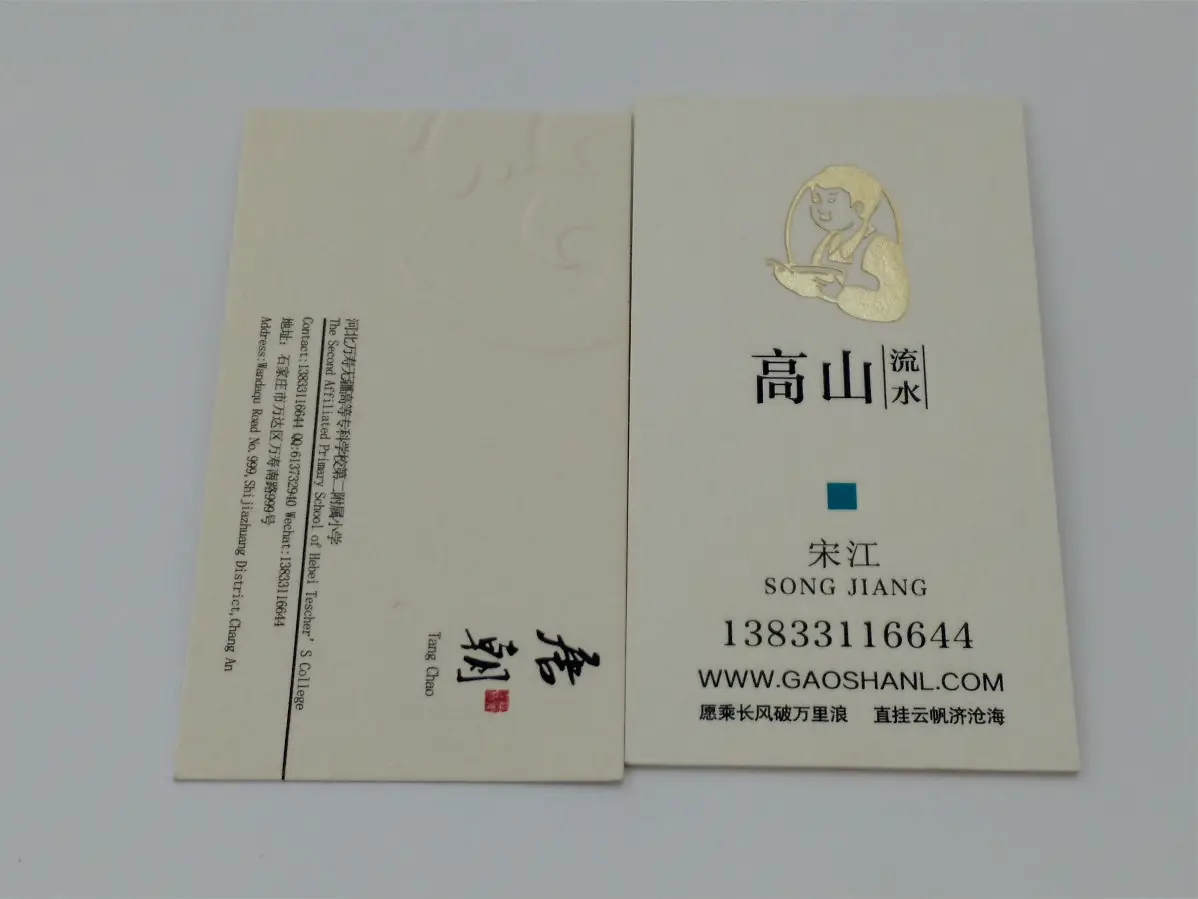 唐朝
Tang Chao
河北万寿无疆高等专科学校第二附属小学
The Second Affiliated Primary School of Hebei Tescher'S College
Contact:13833116644 QQ:613732940 Wechat:13833116644
地址：石家庄市万达区万寿南路999号
Address:Wandaqu Road No.999,Shijiazhuang District,Chang An
高山流水
宋江
SONG JIANG
13833116644
WWW.GAOSHANL.COM
愿乘长风破万里浪 直挂云帆济沧海